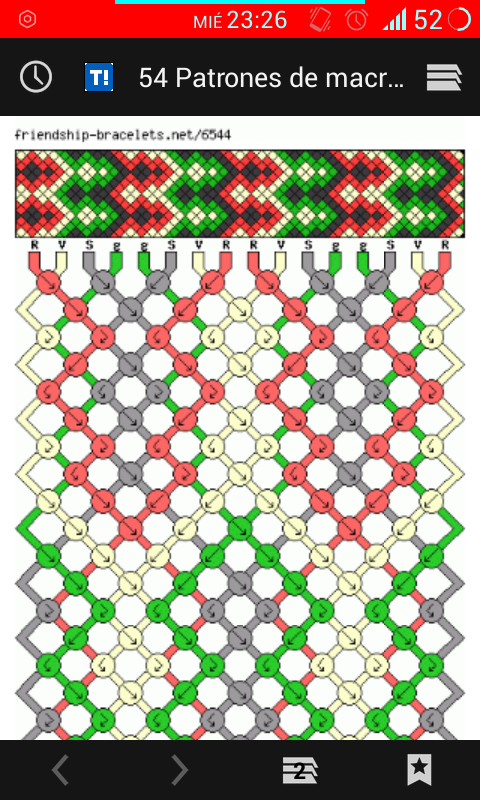 MIÉ 23:26 52
T! 54 Patrones de macr...
friendship-bracelets.net/6544
R V S g g S V R R V S g g S V R
2